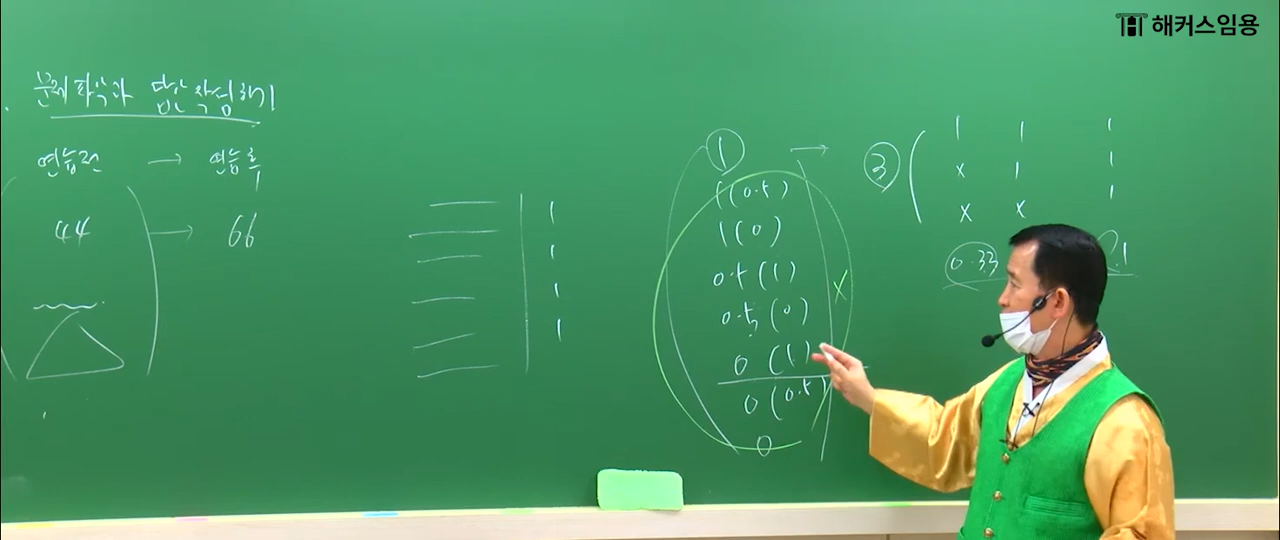 해커스임용
문제파악과 답안작성하기
연습전 → 연습후
44 → 66
1
1
1
1
① →
1(0.5)
1(0)
0.5(1)
0.5(0)
0(1)
0(0.5)
0
X
③ 1 1 1
x 1 1
x x 1
0.33